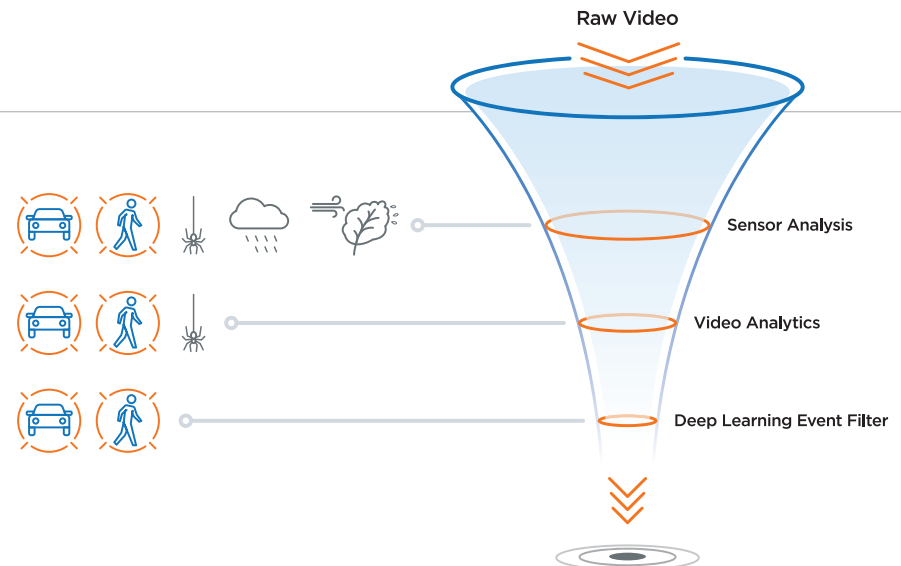 Raw Video
Sensor Analysis
Video Analytics
Deep Learning Event Filter